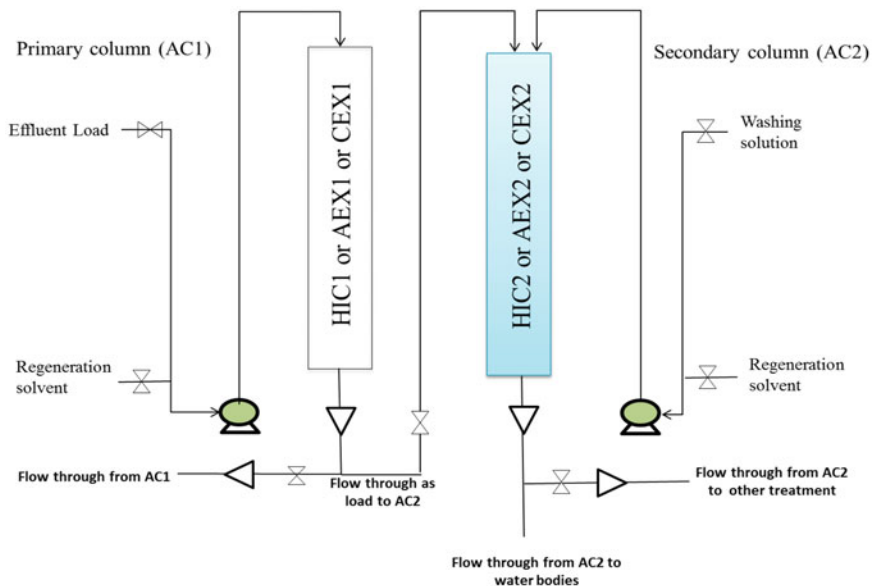 Primary column (AC1)
Secondary column (AC2)
Effluent Load
HIC1 or AEX1 or CEX1
HIC2 or AEX2 or CEX2
Washing
solution
Regeneration
solvent
Regeneration
solvent
Flow through from AC1
Flow through as
load to AC2
Flow through from AC2
to other treatment
Flow through from AC2 to
water bodies